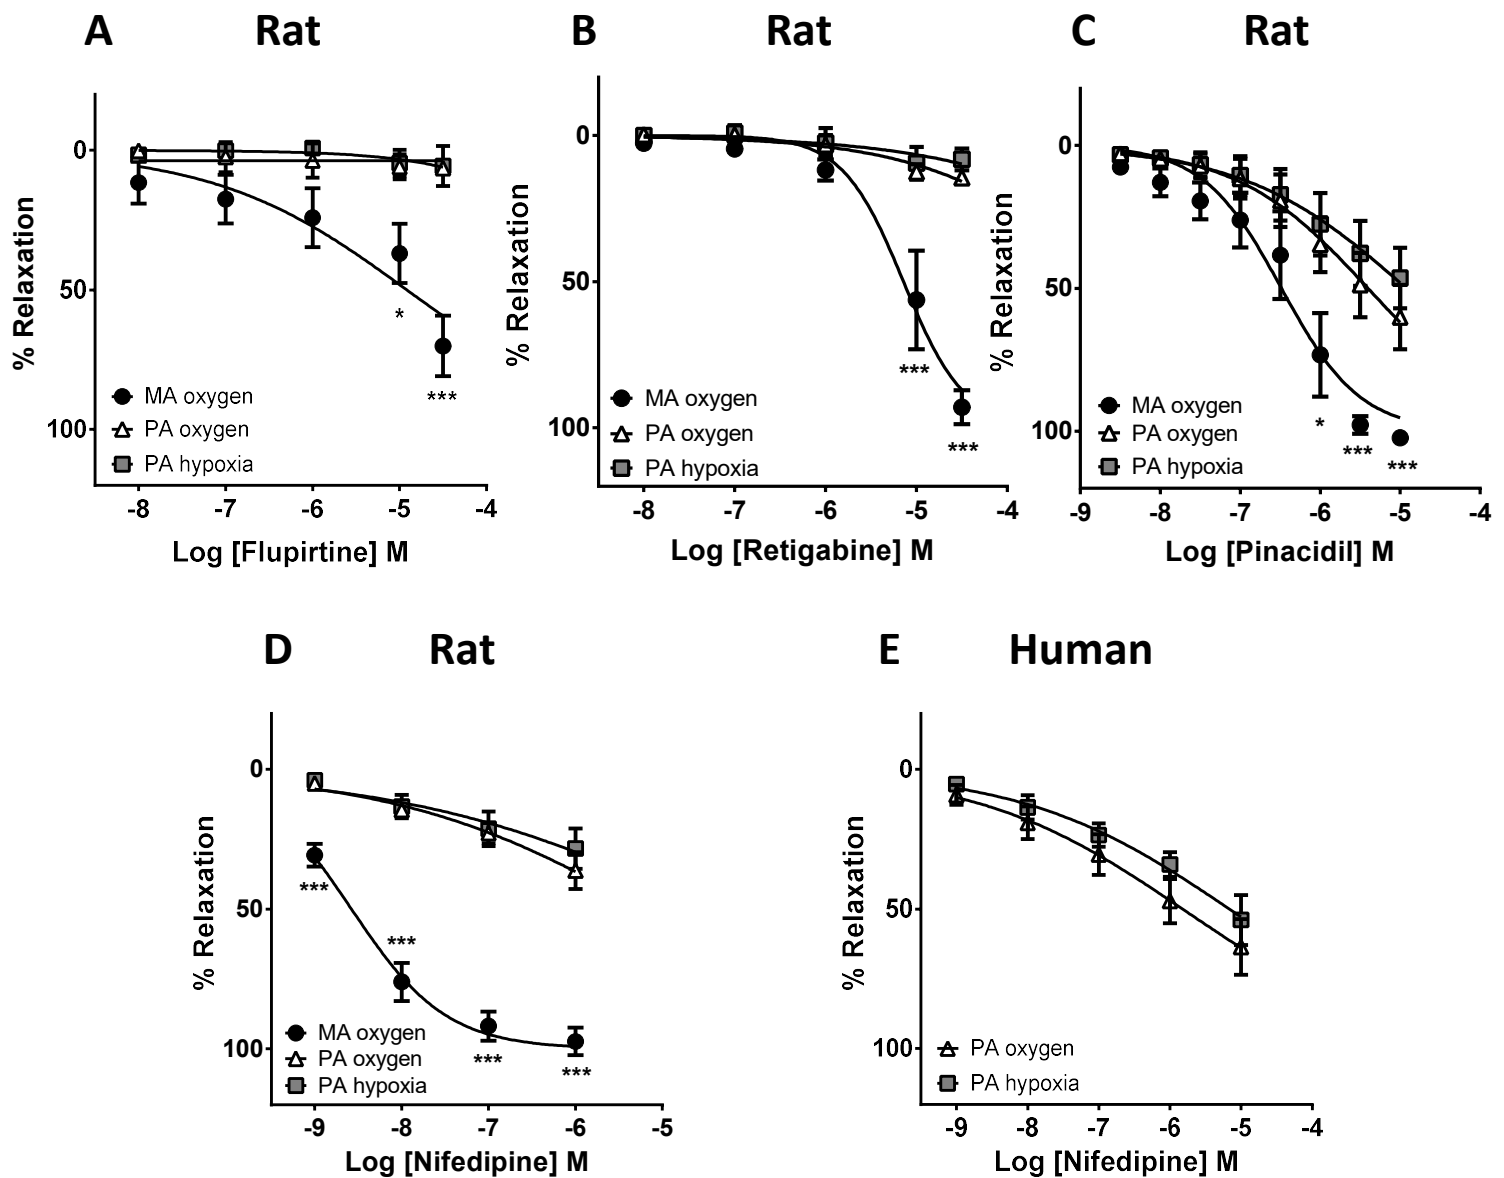 A Rat
% Relaxation
0
50
100
*
***
MA oxygen
PA oxygen
PA hypoxia
-8 -7 -6 -5 -4
Log [Flupirtine] M
B Rat
% Relaxation
0
50
100
***
***
MA oxygen
PA oxygen
PA hypoxia
-8 -7 -6 -5 -4
Log [Retigabine] M
C Rat
% Relaxation
0
50
100
*
***
***
MA oxygen
PA oxygen
PA hypoxia
-9 -8 -7 -6 -5 -4
Log [Pinacidil] M
D Rat
% Relaxation
0
50
100
***
***
***
***
MA oxygen
PA oxygen
PA hypoxia
-9 -8 -7 -6 -5
Log [Nifedipine] M
E Human
% Relaxation
0
50
100
PA oxygen
PA hypoxia
-9 -8 -7 -6 -5 -4
Log [Nifedipine] M